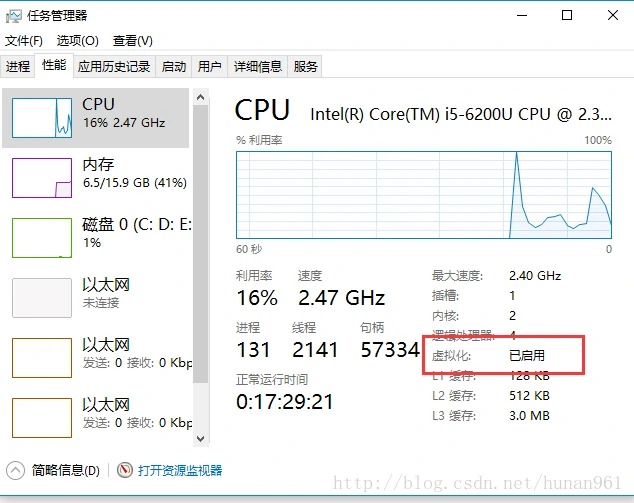 任务管理器
文件(F) 选项(O) 查看(V)
进程 性能 应用历史记录 启动 用户 详细信息 服务
CPU
16% 2.47 GHz
内存
6.5/15.9 GB (41%)
磁盘 0 (C: D: E:
1%
以太网
未连接
以太网
发送: 0 接收: 0 Kbp
以太网
发送: 0 接收: 0 Kbp
CPU Intel(R) Core(TM) i5-6200U CPU @ 2.3...
% 利用率 100%
60 秒 0
利用率 速度
16% 2.47 GHz
进程 线程 句柄
131 2141 57334
正常运行时间
0:17:29:21
最大速度: 2.40 GHz
插槽: 1
内核: 2
逻辑处理器: 4
虚拟化: 已启用
L1 缓存: 128 KB
L2 缓存: 512 KB
L3 缓存: 3.0 MB
简略信息(D) 打开资源监视器
http://blog.csdn.net/hunan961